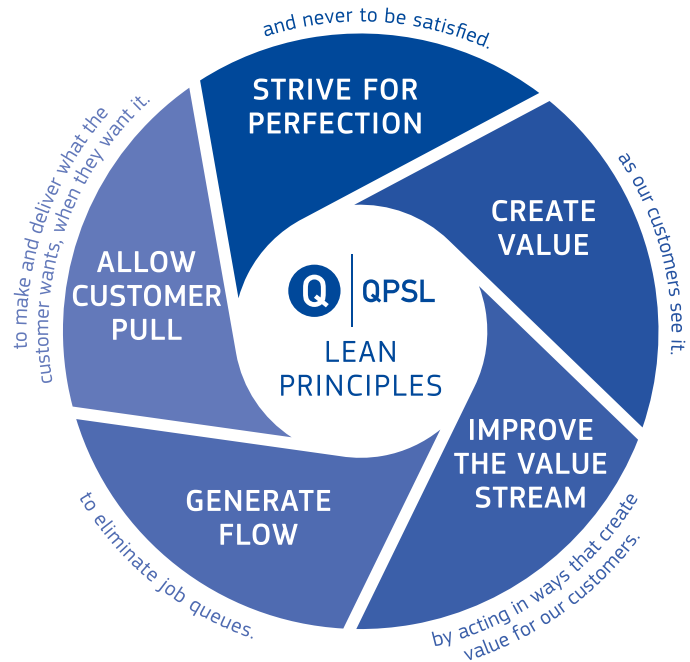 and never to be satisfied.
STRIVE FOR
PERFECTION
CREATE
VALUE
as our customers see it.
IMPROVE
THE VALUE
STREAM
by acting in ways that create
value for our customers.
GENERATE
FLOW
to eliminate job queues.
ALLOW
CUSTOMER
PULL
to make and deliver what the
customer wants, when they want it.
Q QPSL
LEAN
PRINCIPLES